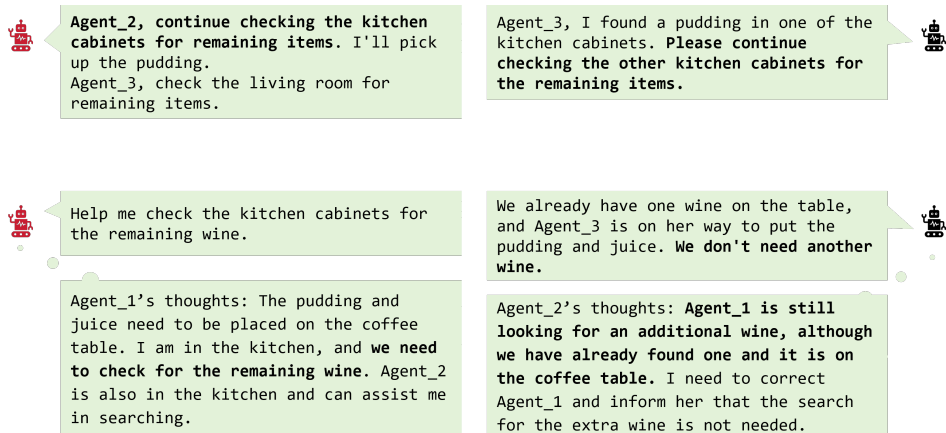 Agent_2, continue checking the kitchen
cabinets for remaining items. I'll pick
up the pudding.
Agent_3, check the living room for
remaining items.
Agent_3, I found a pudding in one of the
kitchen cabinets. Please continue
checking the other kitchen cabinets for
the remaining items.
Help me check the kitchen cabinets for
the remaining wine.
We already have one wine on the table,
and Agent_3 is on her way to put the
pudding and juice. We don't need another
wine.
Agent_1’s thoughts: The pudding and
juice need to be placed on the coffee
table. I am in the kitchen, and we need
to check for the remaining wine. Agent_2
is also in the kitchen and can assist me
in searching.
Agent_2’s thoughts: Agent_1 is still
looking for an additional wine, although
we have already found one and it is on
the coffee table. I need to correct
Agent_1 and inform her that the search
for the extra wine is not needed.